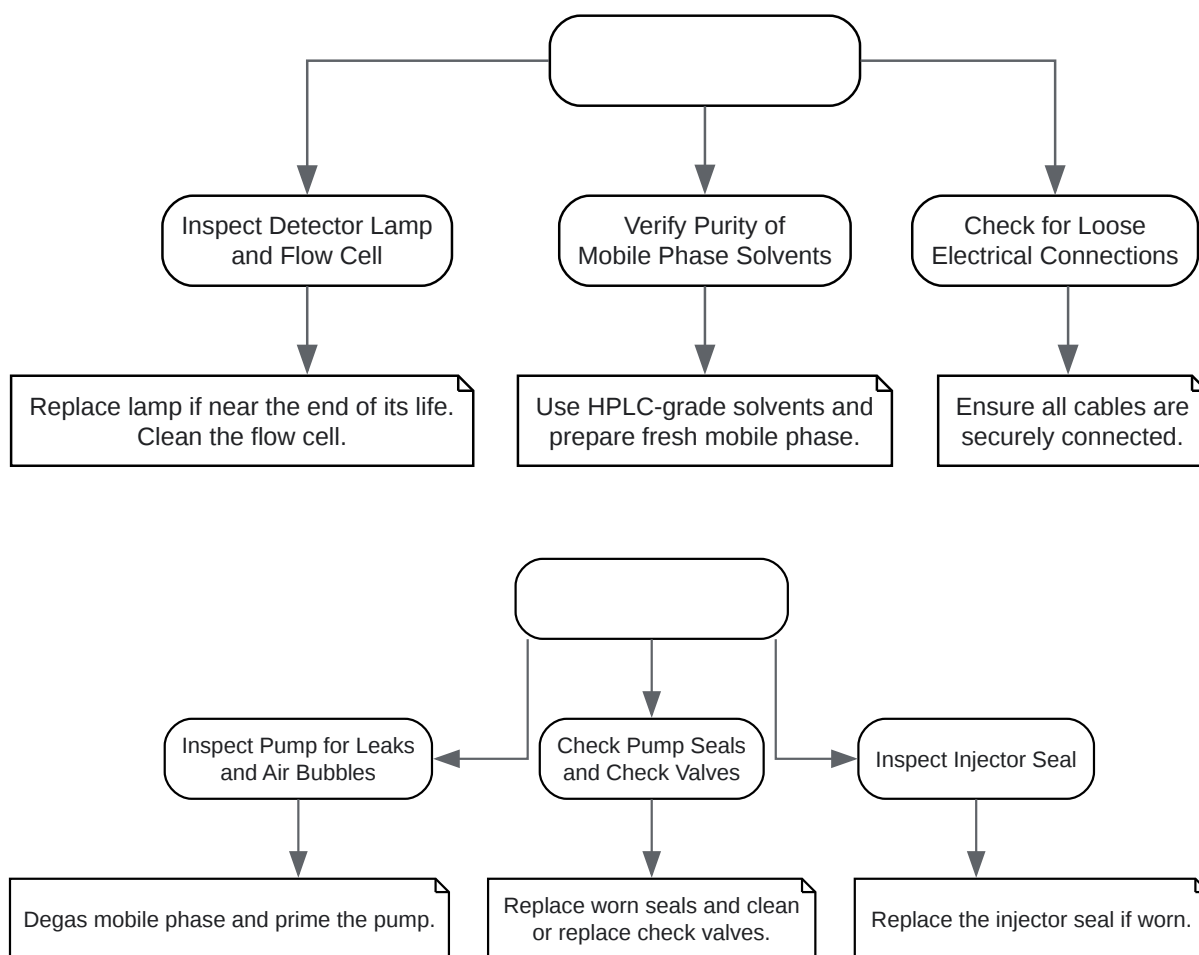 Inspect Detector Lamp
and Flow Cell
Verify Purity of
Mobile Phase Solvents
Check for Loose
Electrical Connections
Replace lamp if near the end of its life.
Clean the flow cell.
Use HPLC-grade solvents and
prepare fresh mobile phase.
Ensure all cables are
securely connected.
Inspect Pump for Leaks
and Air Bubbles
Check Pump Seals
and Check Valves
Inspect Injector Seal
Degas mobile phase and prime the pump.
Replace worn seals and clean
or replace check valves.
Replace the injector seal if worn.